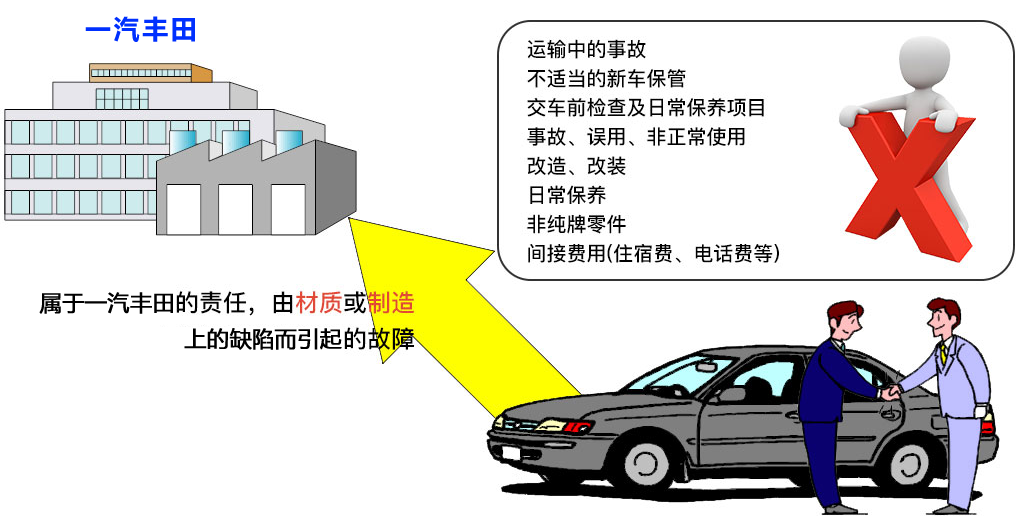 一汽丰田
运输中的事故
不适当的新车保管
交车前检查及日常保养项目
事故、误用、非正常使用
改造、改装
日常保养
非纯牌零件
间接费用(住宿费、电话费等)
属于一汽丰田的责任，由材质或制造
上的缺陷而引起的故障